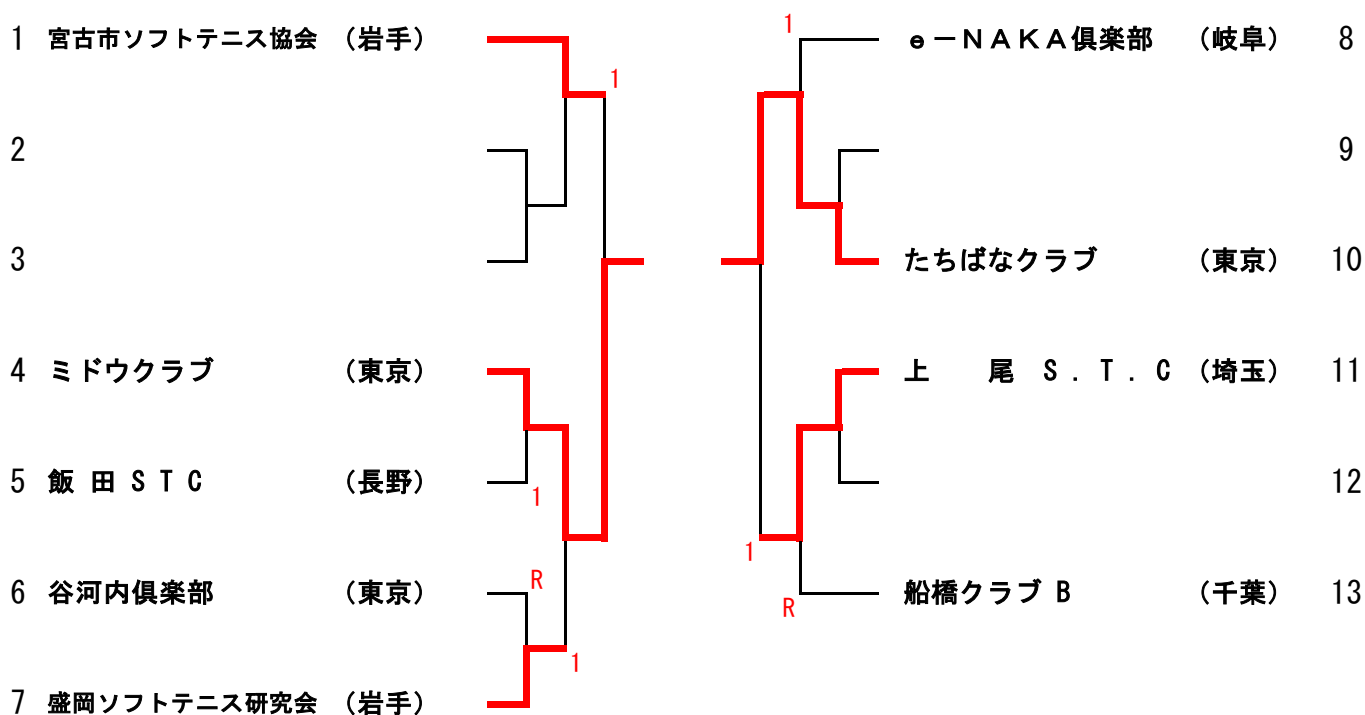 1 宮古市ソフトテニス協会 （岩手）
1
2
3
4 ミドウクラブ （東京）
5 飯 田 S T C （長野）
1
6 谷河内倶楽部 （東京）
R
1
7 盛岡ソフトテニス研究会 （岩手）
1
ｅ－ＮＡＫＡ倶楽部 （岐阜） 8
9
たちばなクラブ （東京） 10
上　尾 S . T . C （埼玉） 11
12
1
船橋クラブ B （千葉） 13
R